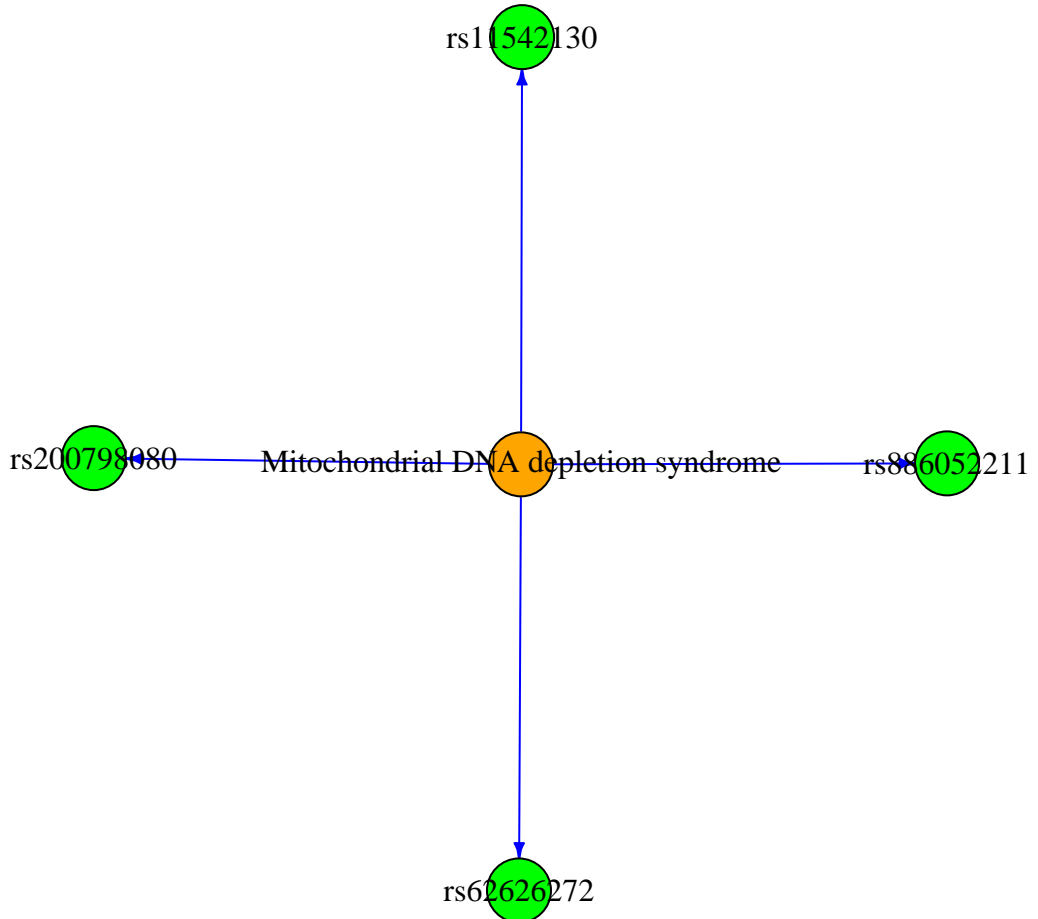 rs11542130
rs200798080
Mitochondrial DNA depletion syndrome
rs886052211
rs62626272